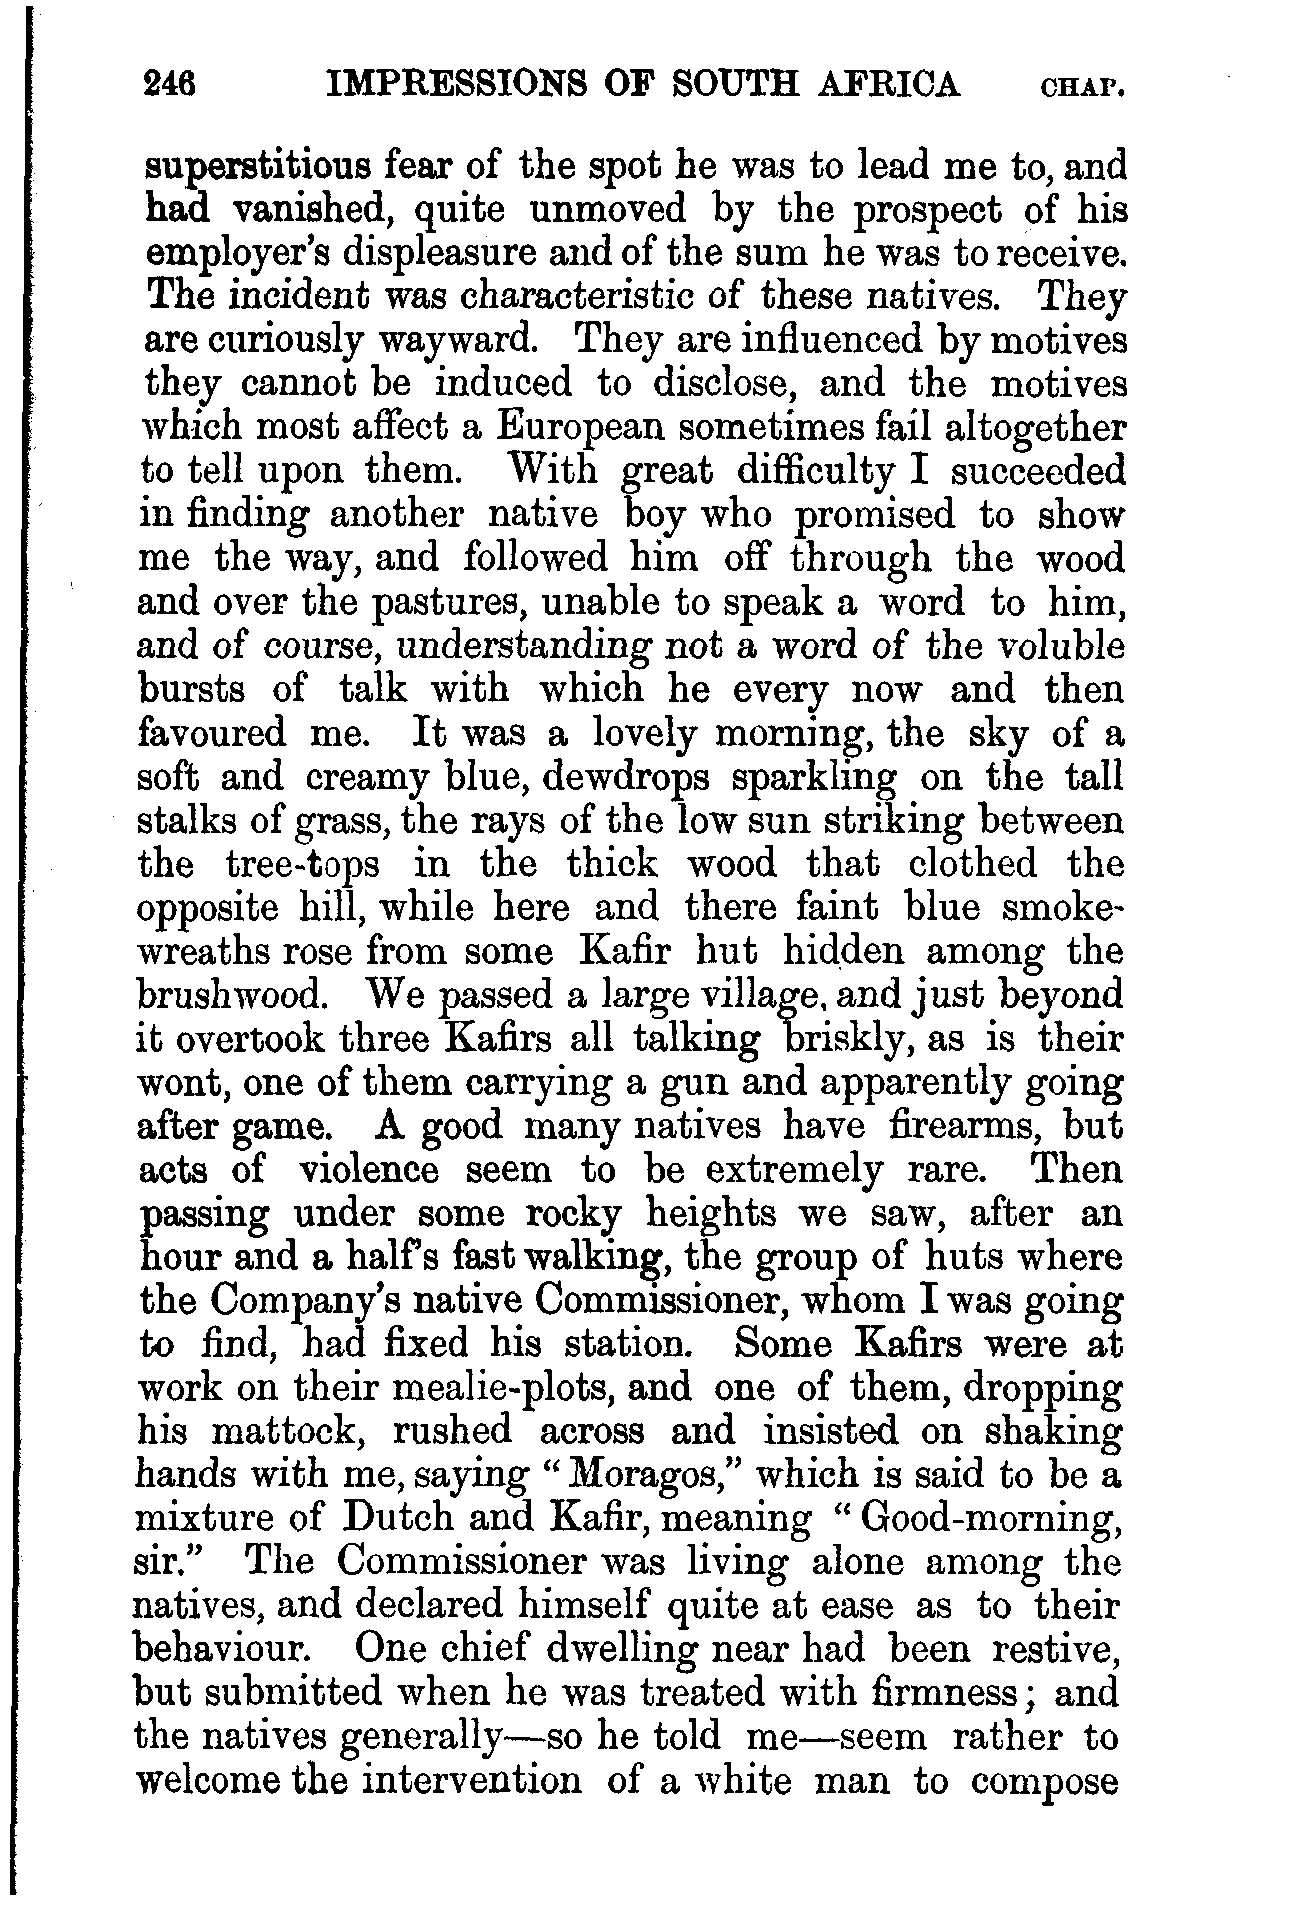 246 IMPRESSIONS OF SOUTH AFRICA CHAP.
superstitious fear of the spot he was to lead me to, and
had vanished, quite unmoved by the prospect of his
employer's displeasure and of the sum he was to receive.
The incident was characteristic of these natives. They
are curiously wayward. They are influenced by motives
they cannot be induced to disclose, and the motives
which most affect a European sometimes fail altogether
to tell upon them. With great difficulty I succeeded
in finding another native boy who promised to show
me the way, and followed him off through the wood
and over the pastures, unable to speak a word to him,
and of course, understanding not a word of the voluble
bursts of talk with which he every now and then
favoured me. It was a lovely morning, the sky of a
soft and creamy blue, dewdrops sparkling on the tall
stalks of grass, the rays of the low sun striking between
the tree-tops in the thick wood that clothed the
opposite hill, while here and there faint blue smoke-
wreaths rose from some Kafir hut hidden among the
brushwood. We passed a large village, and just beyond
it overtook three Kafirs all talking briskly, as is their
wont, one of them carrying a gun and apparently going
after game. A good many natives have firearms, but
acts of violence seem to be extremely rare. Then
passing under some rocky heights we saw, after an
hour and a half's fast walking, the group of huts where
the Company's native Commissioner, whom I was going
to find, had fixed his station. Some Kafirs were at
work on their mealie-plots, and one of them, dropping
his mattock, rushed across and insisted on shaking
hands with me, saying “Moragos,” which is said to be a
mixture of Dutch and Kafir, meaning “Good-morning,
sir.” The Commissioner was living alone among the
natives, and declared himself quite at ease as to their
behaviour. One chief dwelling near had been restive,
but submitted when he was treated with firmness; and
the natives generally—so he told me—seem rather to
welcome the intervention of a white man to compose